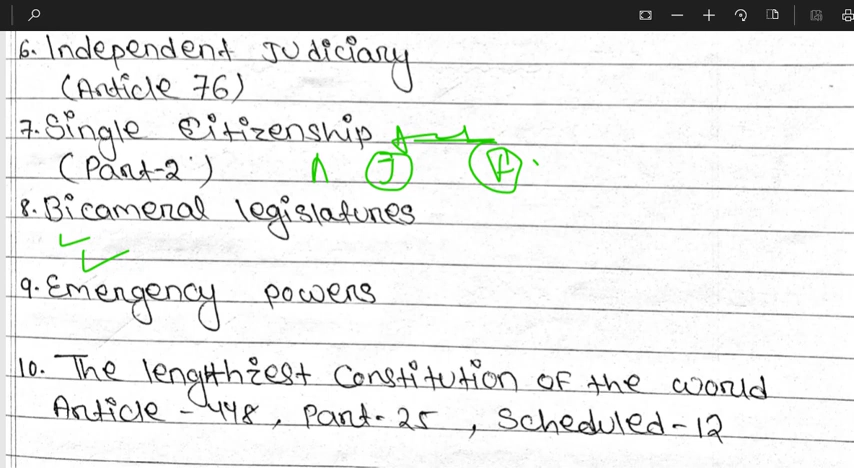 6. Independent Judiciary
(Article 76)
7. Single Citizenship
(Part-2)
J
8. Bicameral legislatures
9. Emergency powers
10. The lengthiest Constitution of the world
Article - 448, Part- 25, Scheduled-12